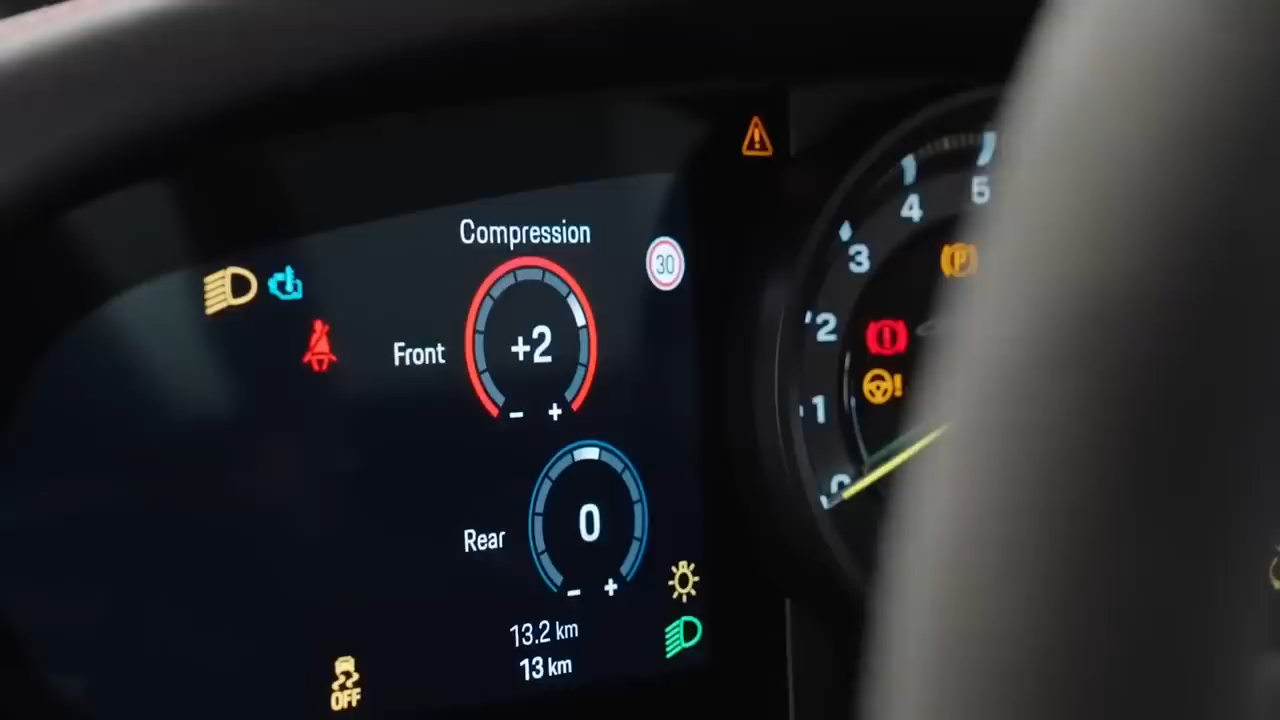 Compression
30
Front
+2
- +
Rear
0
- +
13.2 km
13 km
OFF
0
1
2
3
4
5
P
!
!
!